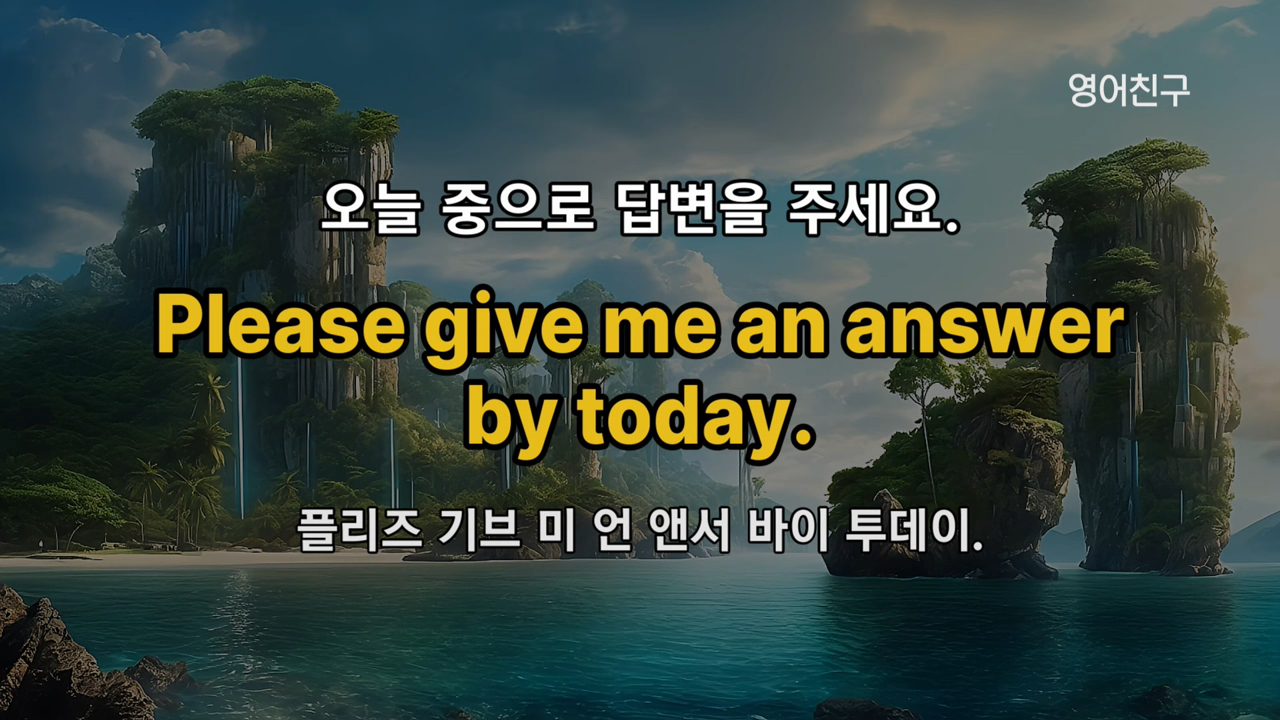 영어친구
오늘 중으로 답변을 주세요.
Please give me an answer
by today.
플리즈 기브 미 언 앤서 바이 투데이.